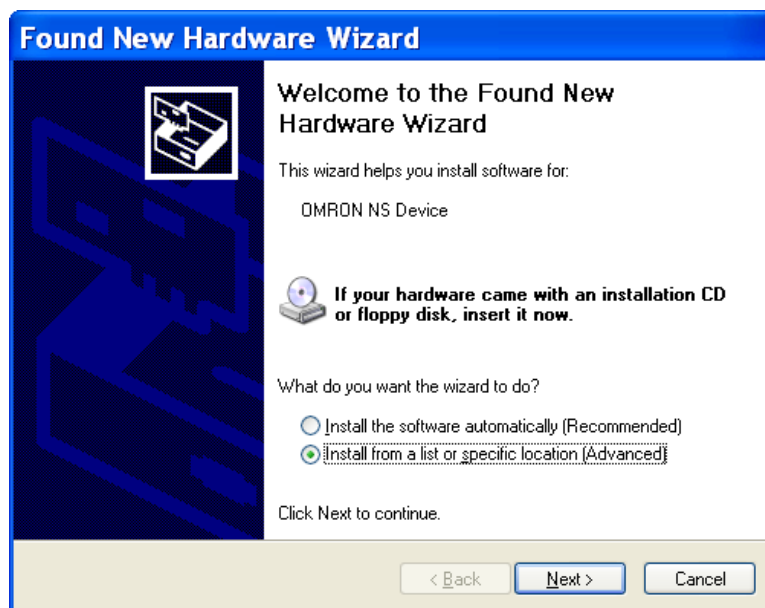 Found New Hardware Wizard
Welcome to the Found New
Hardware Wizard
This wizard helps you install software for:
OMRON NS Device
If your hardware came with an installation CD
or floppy disk, insert it now.
What do you want the wizard to do?
Install the software automatically (Recommended)
Install from a list or specific location (Advanced)
Click Next to continue.
< Back
Next >
Cancel